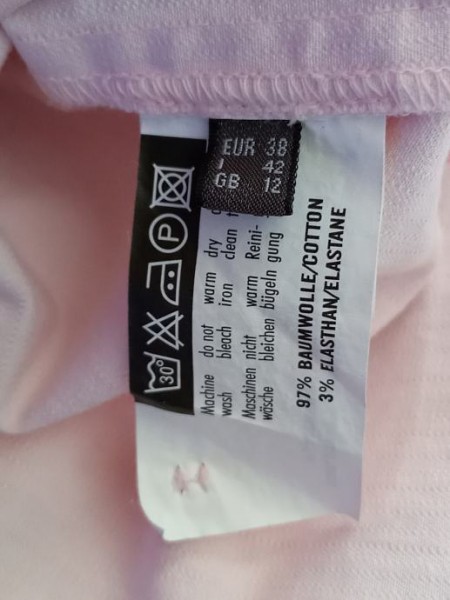 EUR 38
I 42
GB 12
30°
P
Machine do not warm dry
wash bleach iron clean
Maschinen nicht warm Reini-
wäsche bleichen bügeln gung
97% BAUMWOLLE/COTTON
3% ELASTHAN/ELASTANE